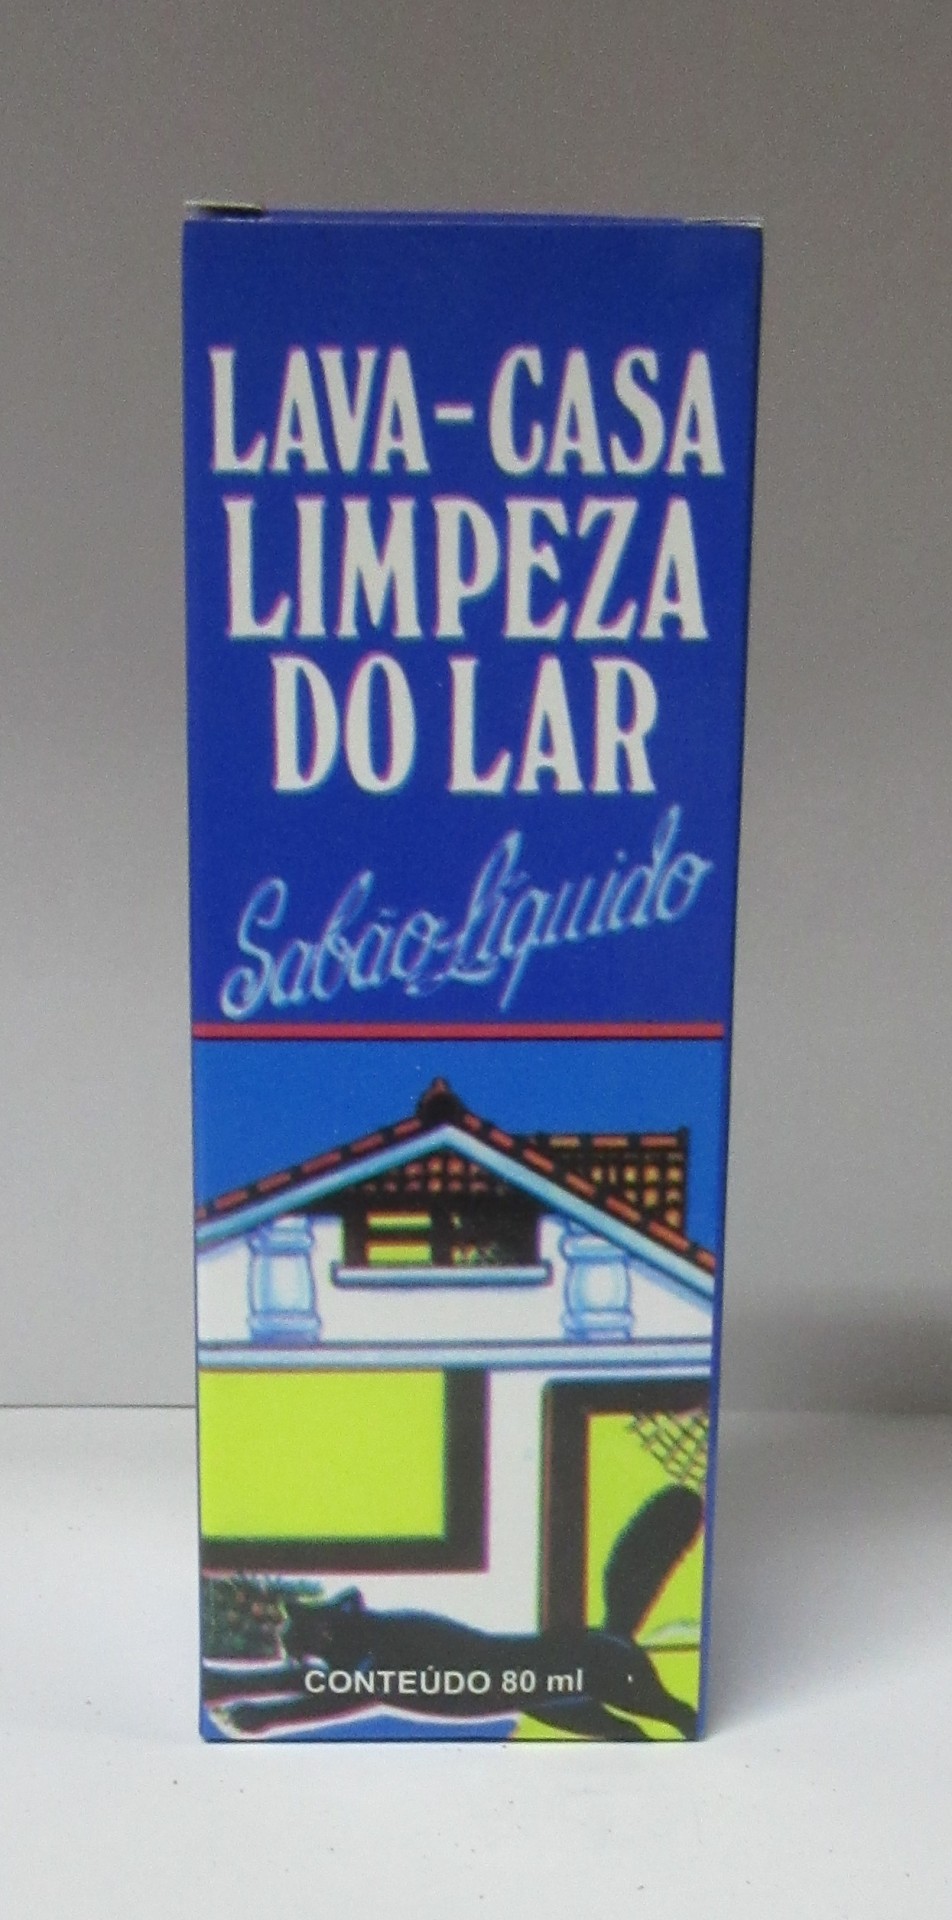 LAVA-CASA
LIMPEZA
DO LAR
Sabão Líquido
CONTEÚDO 80 ml